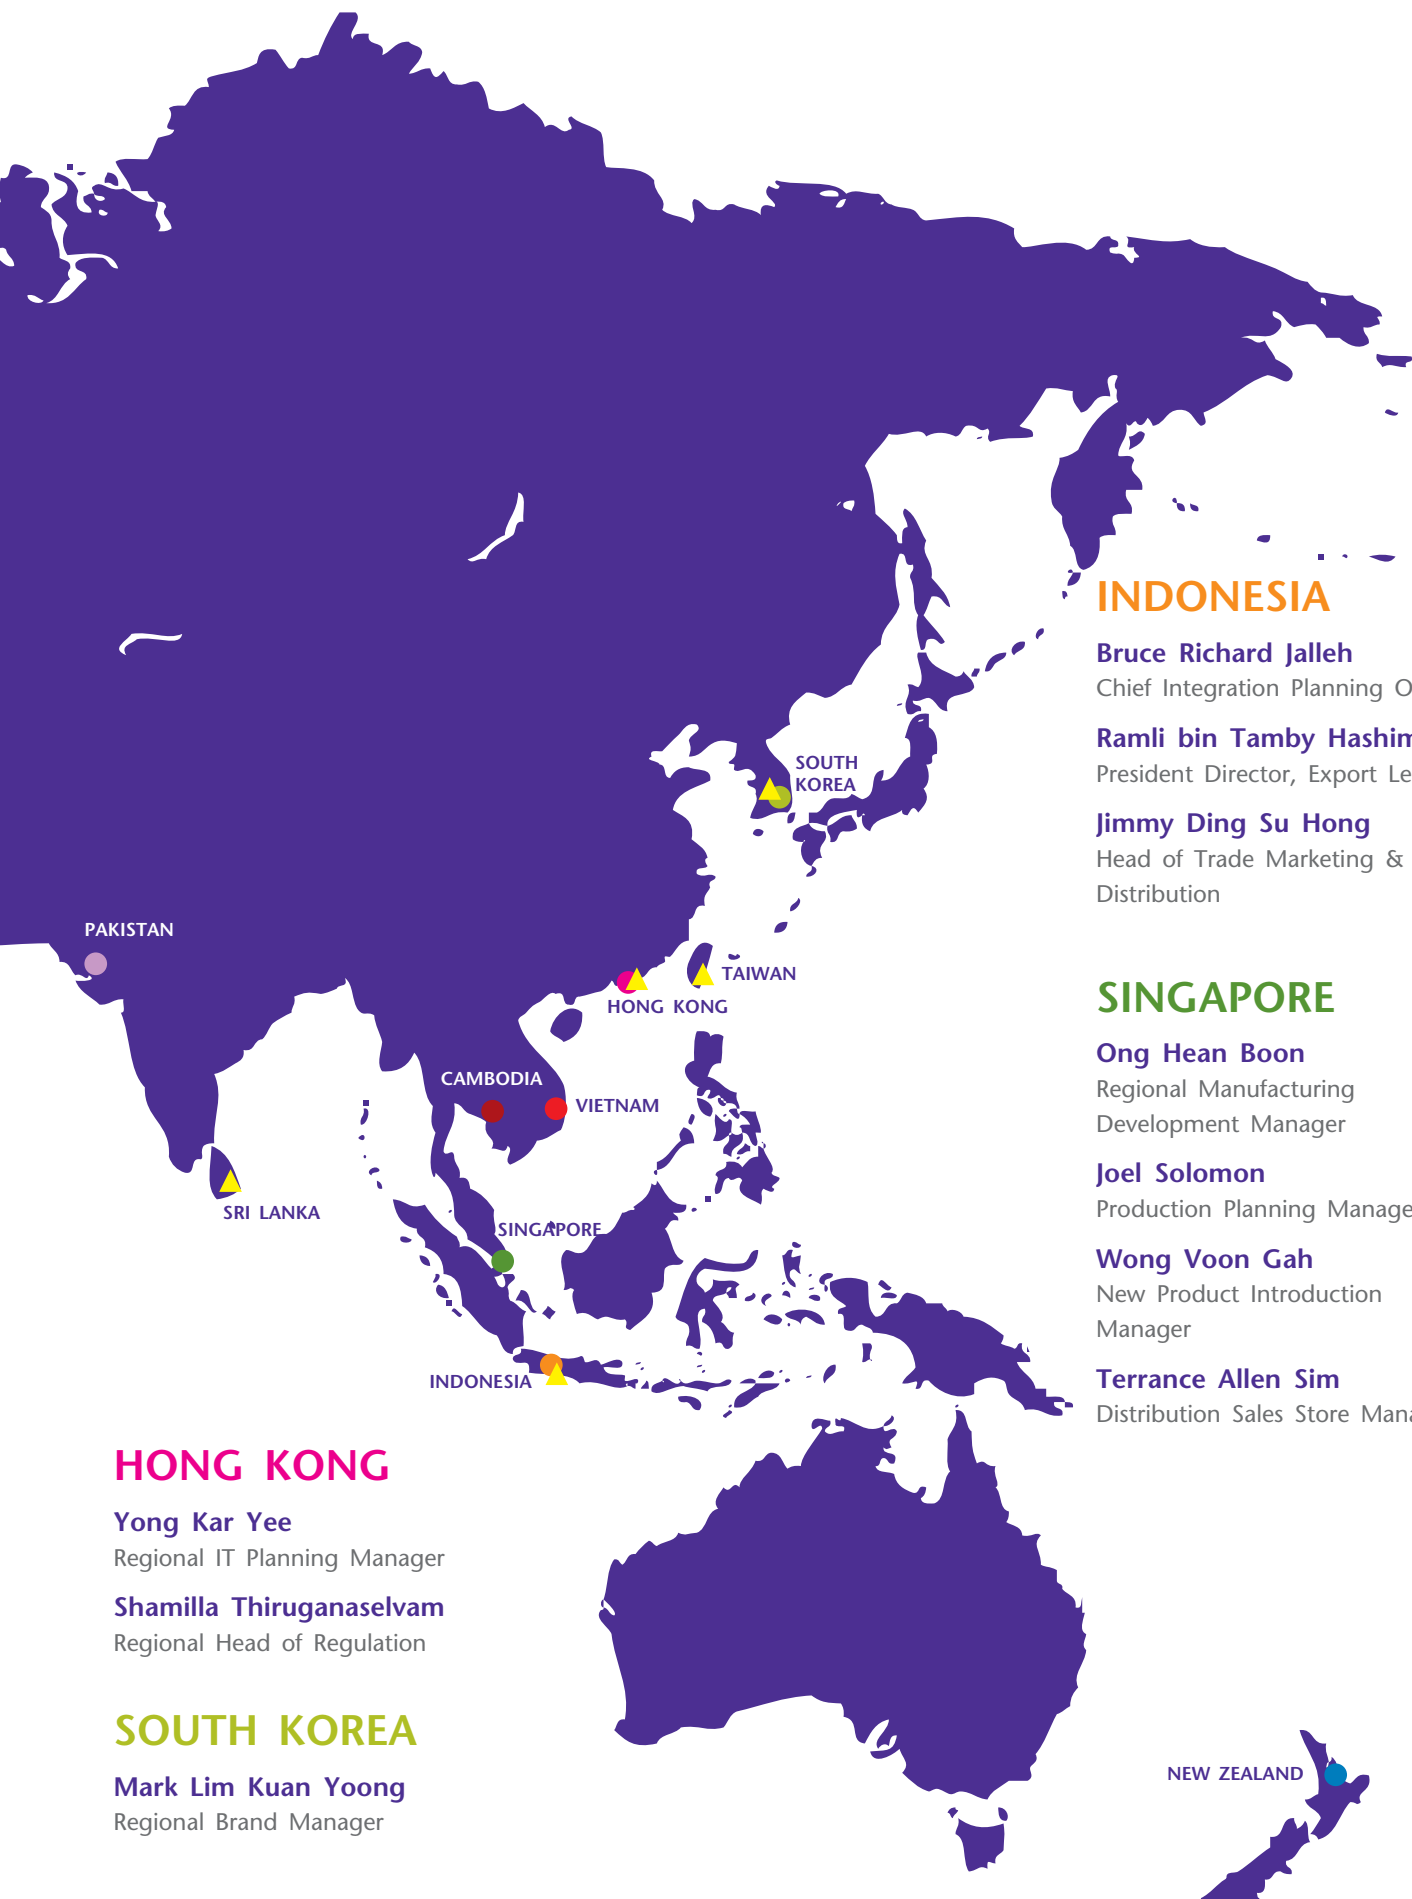 INDONESIA
Bruce Richard Jalleh
Chief Integration Planning
Ramli bin Tamby Hashim
President Director, Export
Jimmy Ding Su Hong
Head of Trade Marketing &
Distribution
SOUTH
KOREA
PAKISTAN
TAIWAN
HONG KONG
CAMBODIA
VIETNAM
SRI LANKA
SINGAPORE
INDONESIA
SINGAPORE
Ong Hean Boon
Regional Manufacturing
Development Manager
Joel Solomon
Production Planning
Wong Voon Gah
New Product Introduction
Manager
Terrance Allen Sim
Distribution Sales Store
HONG KONG
Yong Kar Yee
Regional IT Planning Manager
Shamilla Thiruganaselvam
Regional Head of Regulation
SOUTH KOREA
Mark Lim Kuan Yoong
Regional Brand Manager
NEW ZEALAND